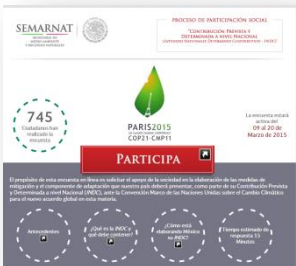 SEMARNAT
SECRETARÍA DE
MEDIO AMBIENTE
Y RECURSOS NATURALES
PROCESO DE PARTICIPACIÓN SOCIAL
"CONTRIBUCIÓN PREVISTA Y
DETERMINADA A NIVEL NACIONAL
(INTENDED NATIONALLY DETERMINED CONTRIBUTION - INDC)"
745
Ciudadanos han
realizado la
encuesta
PARIS2015
COP21·CMP11
La encuesta estará
activa del
09 al 20 de
Marzo de 2015
PARTICIPA
El propósito de esta encuesta en línea es solicitar el apoyo de la sociedad en la elaboración de las medidas de
mitigación y el componente de adaptación que nuestro país deberá presentar, como parte de su Contribución Prevista
y Determinada a nivel Nacional (INDC), ante la Convención Marco de las Naciones Unidas sobre el Cambio Climático
para el nuevo acuerdo global en esta materia.
Antecedentes
¿Qué es la INDC y
qué debe contener?
¿Cómo está
elaborando México
su INDC?
Tiempo estimado de
respuesta 15
Minutos